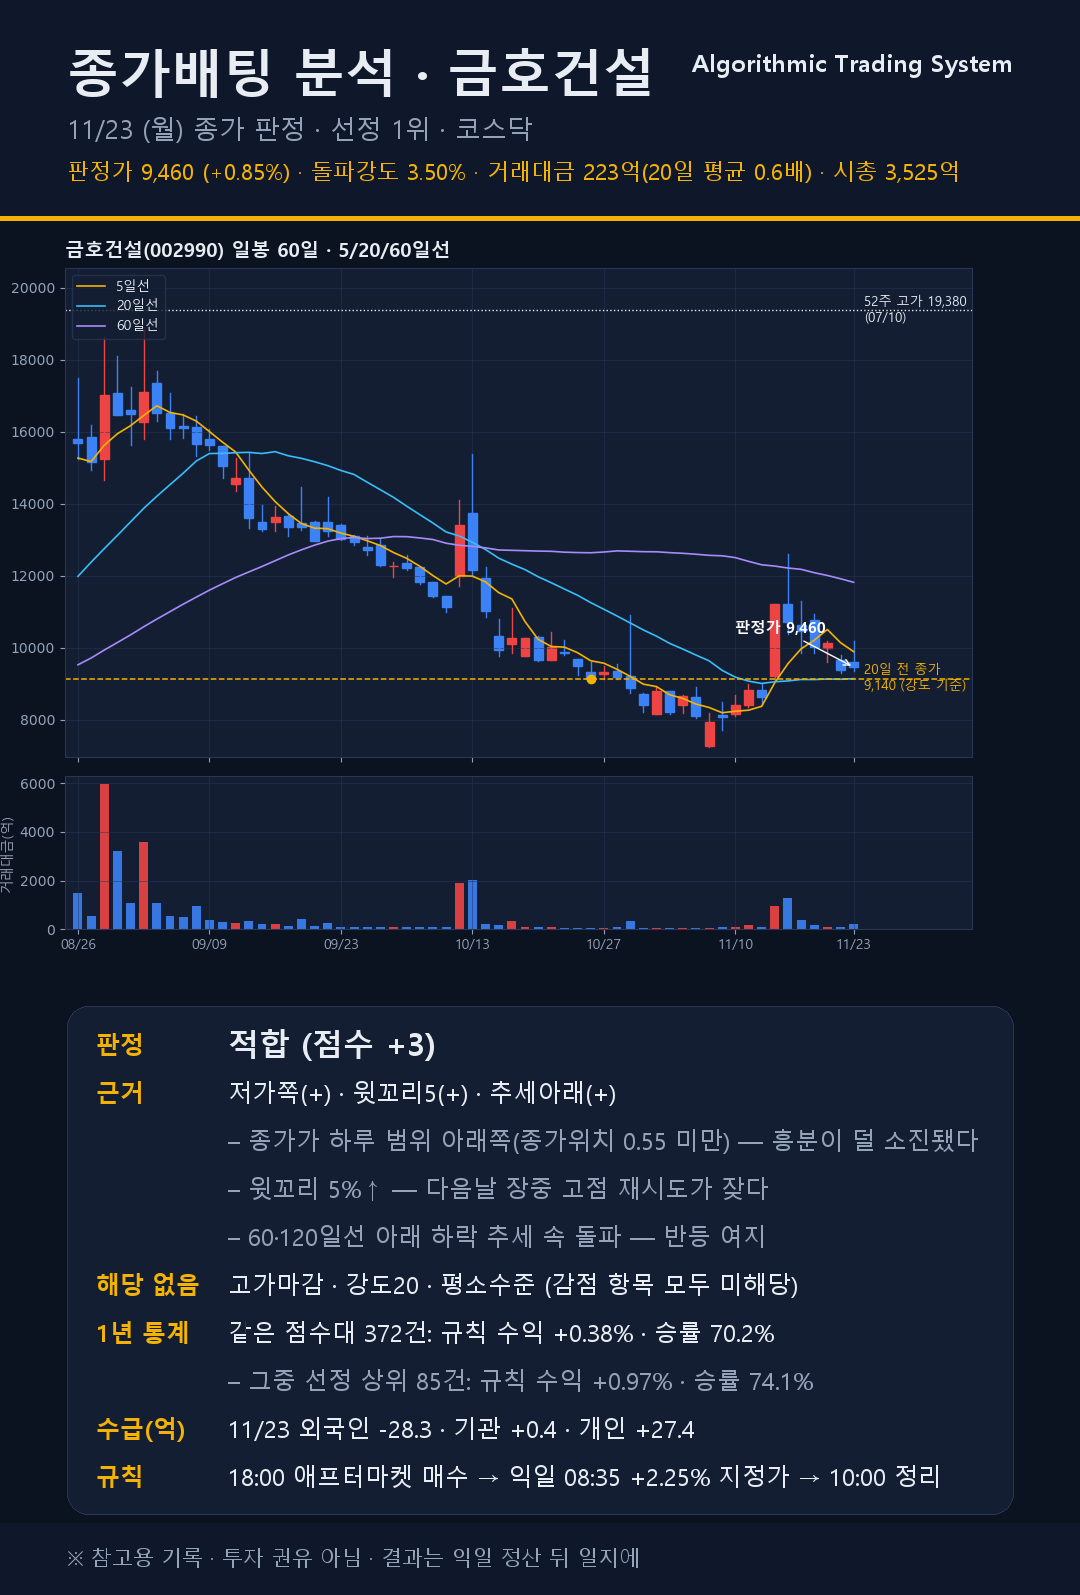 종가배팅 분석 · 금호건설
Algorithmic Trading System
11/23 (월) 종가 판정 · 선정 1위 · 코스닥
판정가 9,460 (+0.85%) · 돌파강도 3.50% · 거래대금 223억(20일 평균 0.6배) · 시총 3,525억
금호건설(002990) 일봉 60일 · 5/20/60일선
5일선
20일선
60일선
52주 고가 19,380
(07/10)
20000
18000
16000
14000
12000
10000
8000
판정가 9,460
20일 전 종가
9,140 (강도 기준)
거래대금(억)
6000
4000
2000
0
08/26 09/09 09/23 10/13 10/27 11/10 11/23
판정 적합 (점수 +3)
근거 저가쪽(+) · 윗꼬리5(+) · 추세아래(+)
– 종가가 하루 범위 아래쪽(종가위치 0.55 미만) — 흥분이 덜 소진됐다
– 윗꼬리 5%↑ — 다음날 장중 고점 재시도가 잦다
– 60·120일선 아래 하락 추세 속 돌파 — 반등 여지
해당 없음 고가마감 · 강도20 · 평소수준 (감점 항목 모두 미해당)
1년 통계 같은 점수대 372건: 규칙 수익 +0.38% · 승률 70.2%
– 그중 선정 상위 85건: 규칙 수익 +0.97% · 승률 74.1%
수급(억) 11/23 외국인 -28.3 · 기관 +0.4 · 개인 +27.4
규칙 18:00 애프터마켓 매수 → 익일 08:35 +2.25% 지정가 → 10:00 정리
※ 참고용 기록 · 투자 권유 아님 · 결과는 익일 정산 뒤 일지에